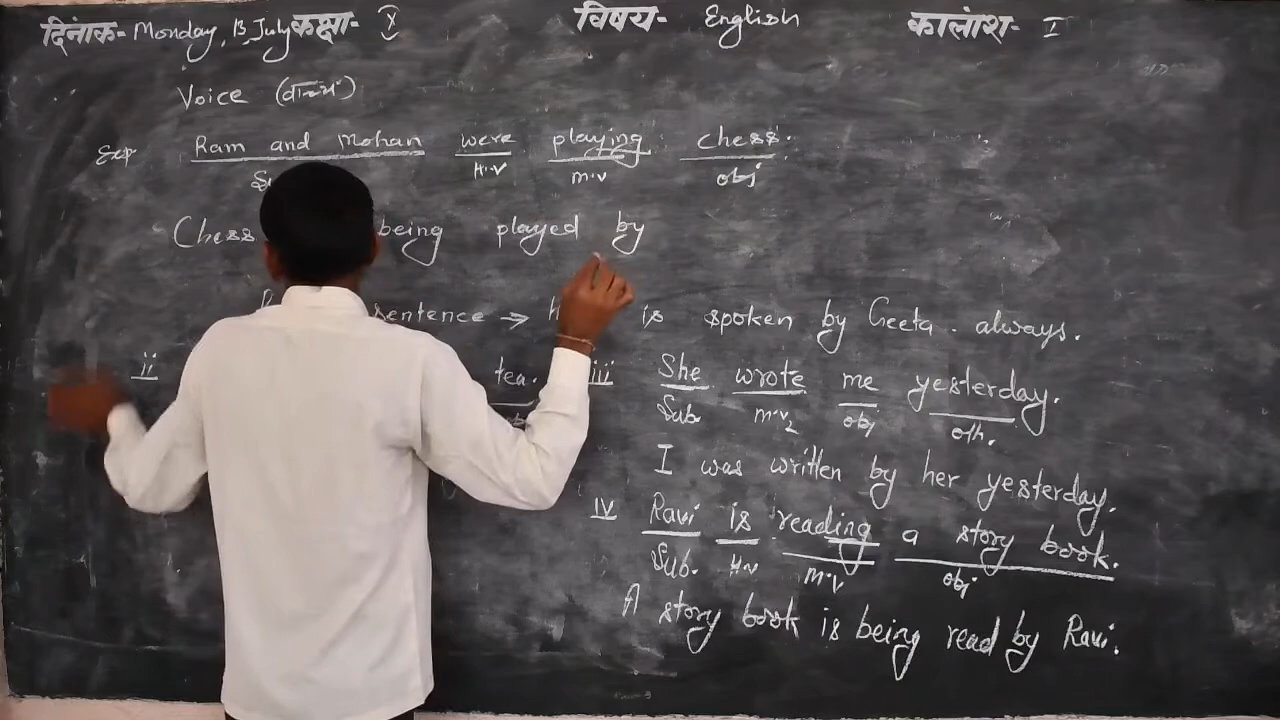 दिनांक- Monday, 13, July कक्षा- X विषय- English कालांश- I
Voice (वाच्य)
Exp Ram and Mohan were playing chess.
H.V M.V obj
Chess being played by
sentence → is spoken by Geeta. always.
ii tea. iii She wrote me yesterday.
Sub. M.V2 obj oth.
I was written by her yesterday.
IV Ravi is reading a story book.
Sub. H.V M.V obj
A story book is being read by Ravi.